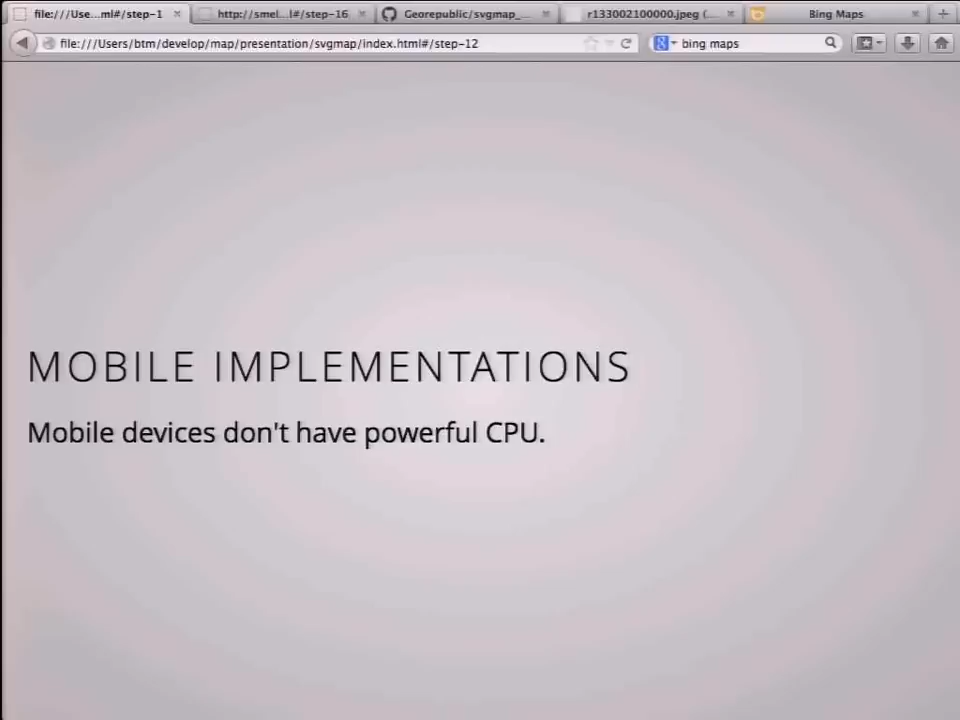 file:///Use...ml#/step-1
http://smel...l#/step-16
Georepublic/svgmap_...
r133002100000.jpeg (...
Bing Maps
file:///Users/btm/develop/map/presentation/svgmap/index.html#/step-12
bing maps
MOBILE IMPLEMENTATIONS
Mobile devices don't have powerful CPU.